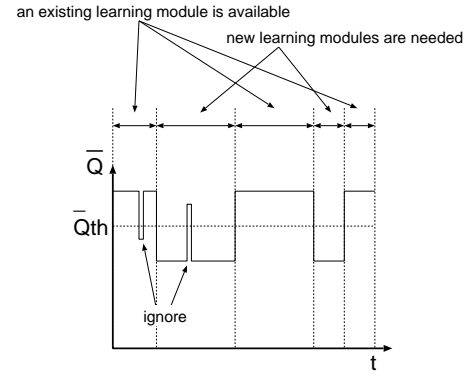 an existing learning module is available
new learning modules are needed
Q̅
Q̅th
ignore
t